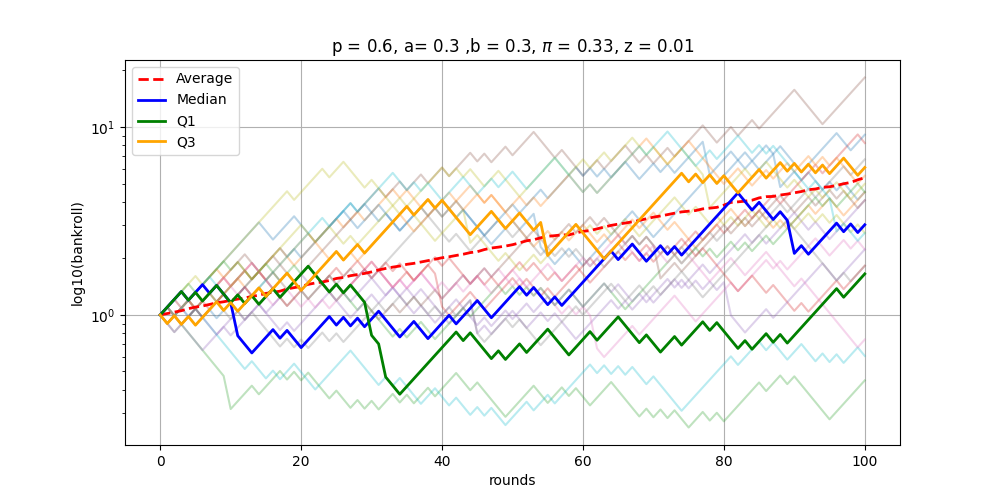 p = 0.6, a= 0.3 ,b = 0.3, π = 0.33, z = 0.01
Average
Median
Q1
Q3
10¹
10⁰
log10(bankroll)
0 20 40 60 80 100
rounds